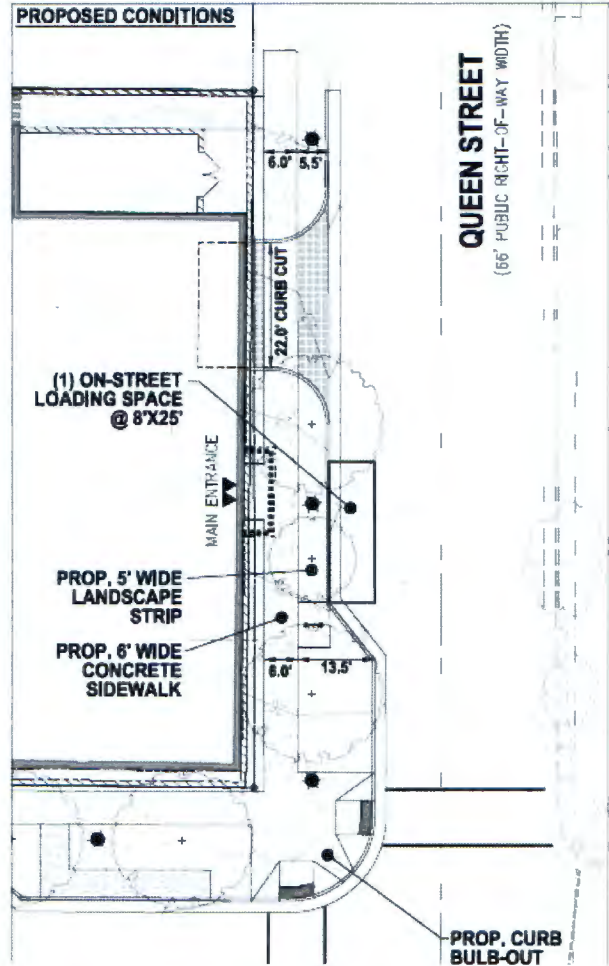 PROPOSED CONDITIONS
QUEEN STREET
(66' PUBLIC RIGHT-OF-WAY WIDTH)
6.0' 5.5'
22.0' CURB CUT
(1) ON-STREET
LOADING SPACE
@ 8'X25'
MAIN ENTRANCE
PROP. 5' WIDE
LANDSCAPE
STRIP
PROP. 6' WIDE
CONCRETE
SIDEWALK
6.0' 13.5'
PROP. CURB
BULB-OUT